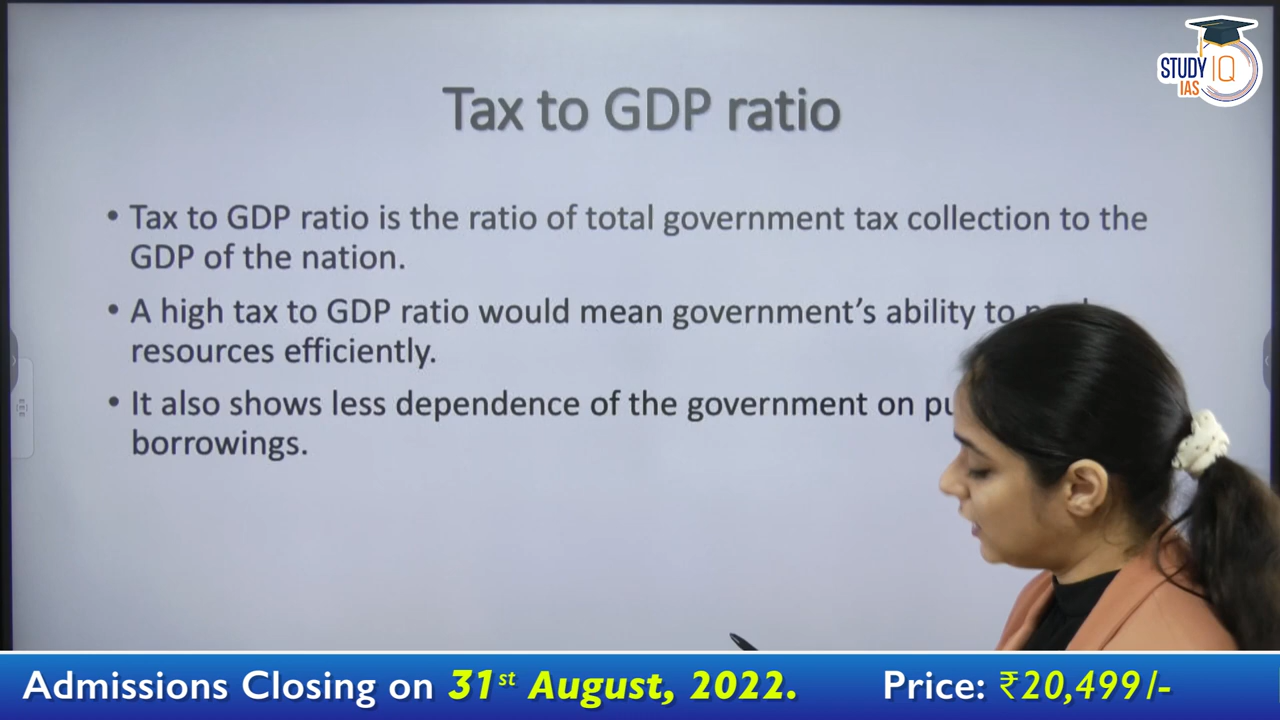 STUDY IQ
IAS
Tax to GDP ratio
• Tax to GDP ratio is the ratio of total government tax collection to the
GDP of the nation.
• A high tax to GDP ratio would mean government’s ability to
resources efficiently.
• It also shows less dependence of the government on
borrowings.
Admissions Closing on 31st August, 2022. Price: ₹20,499/-